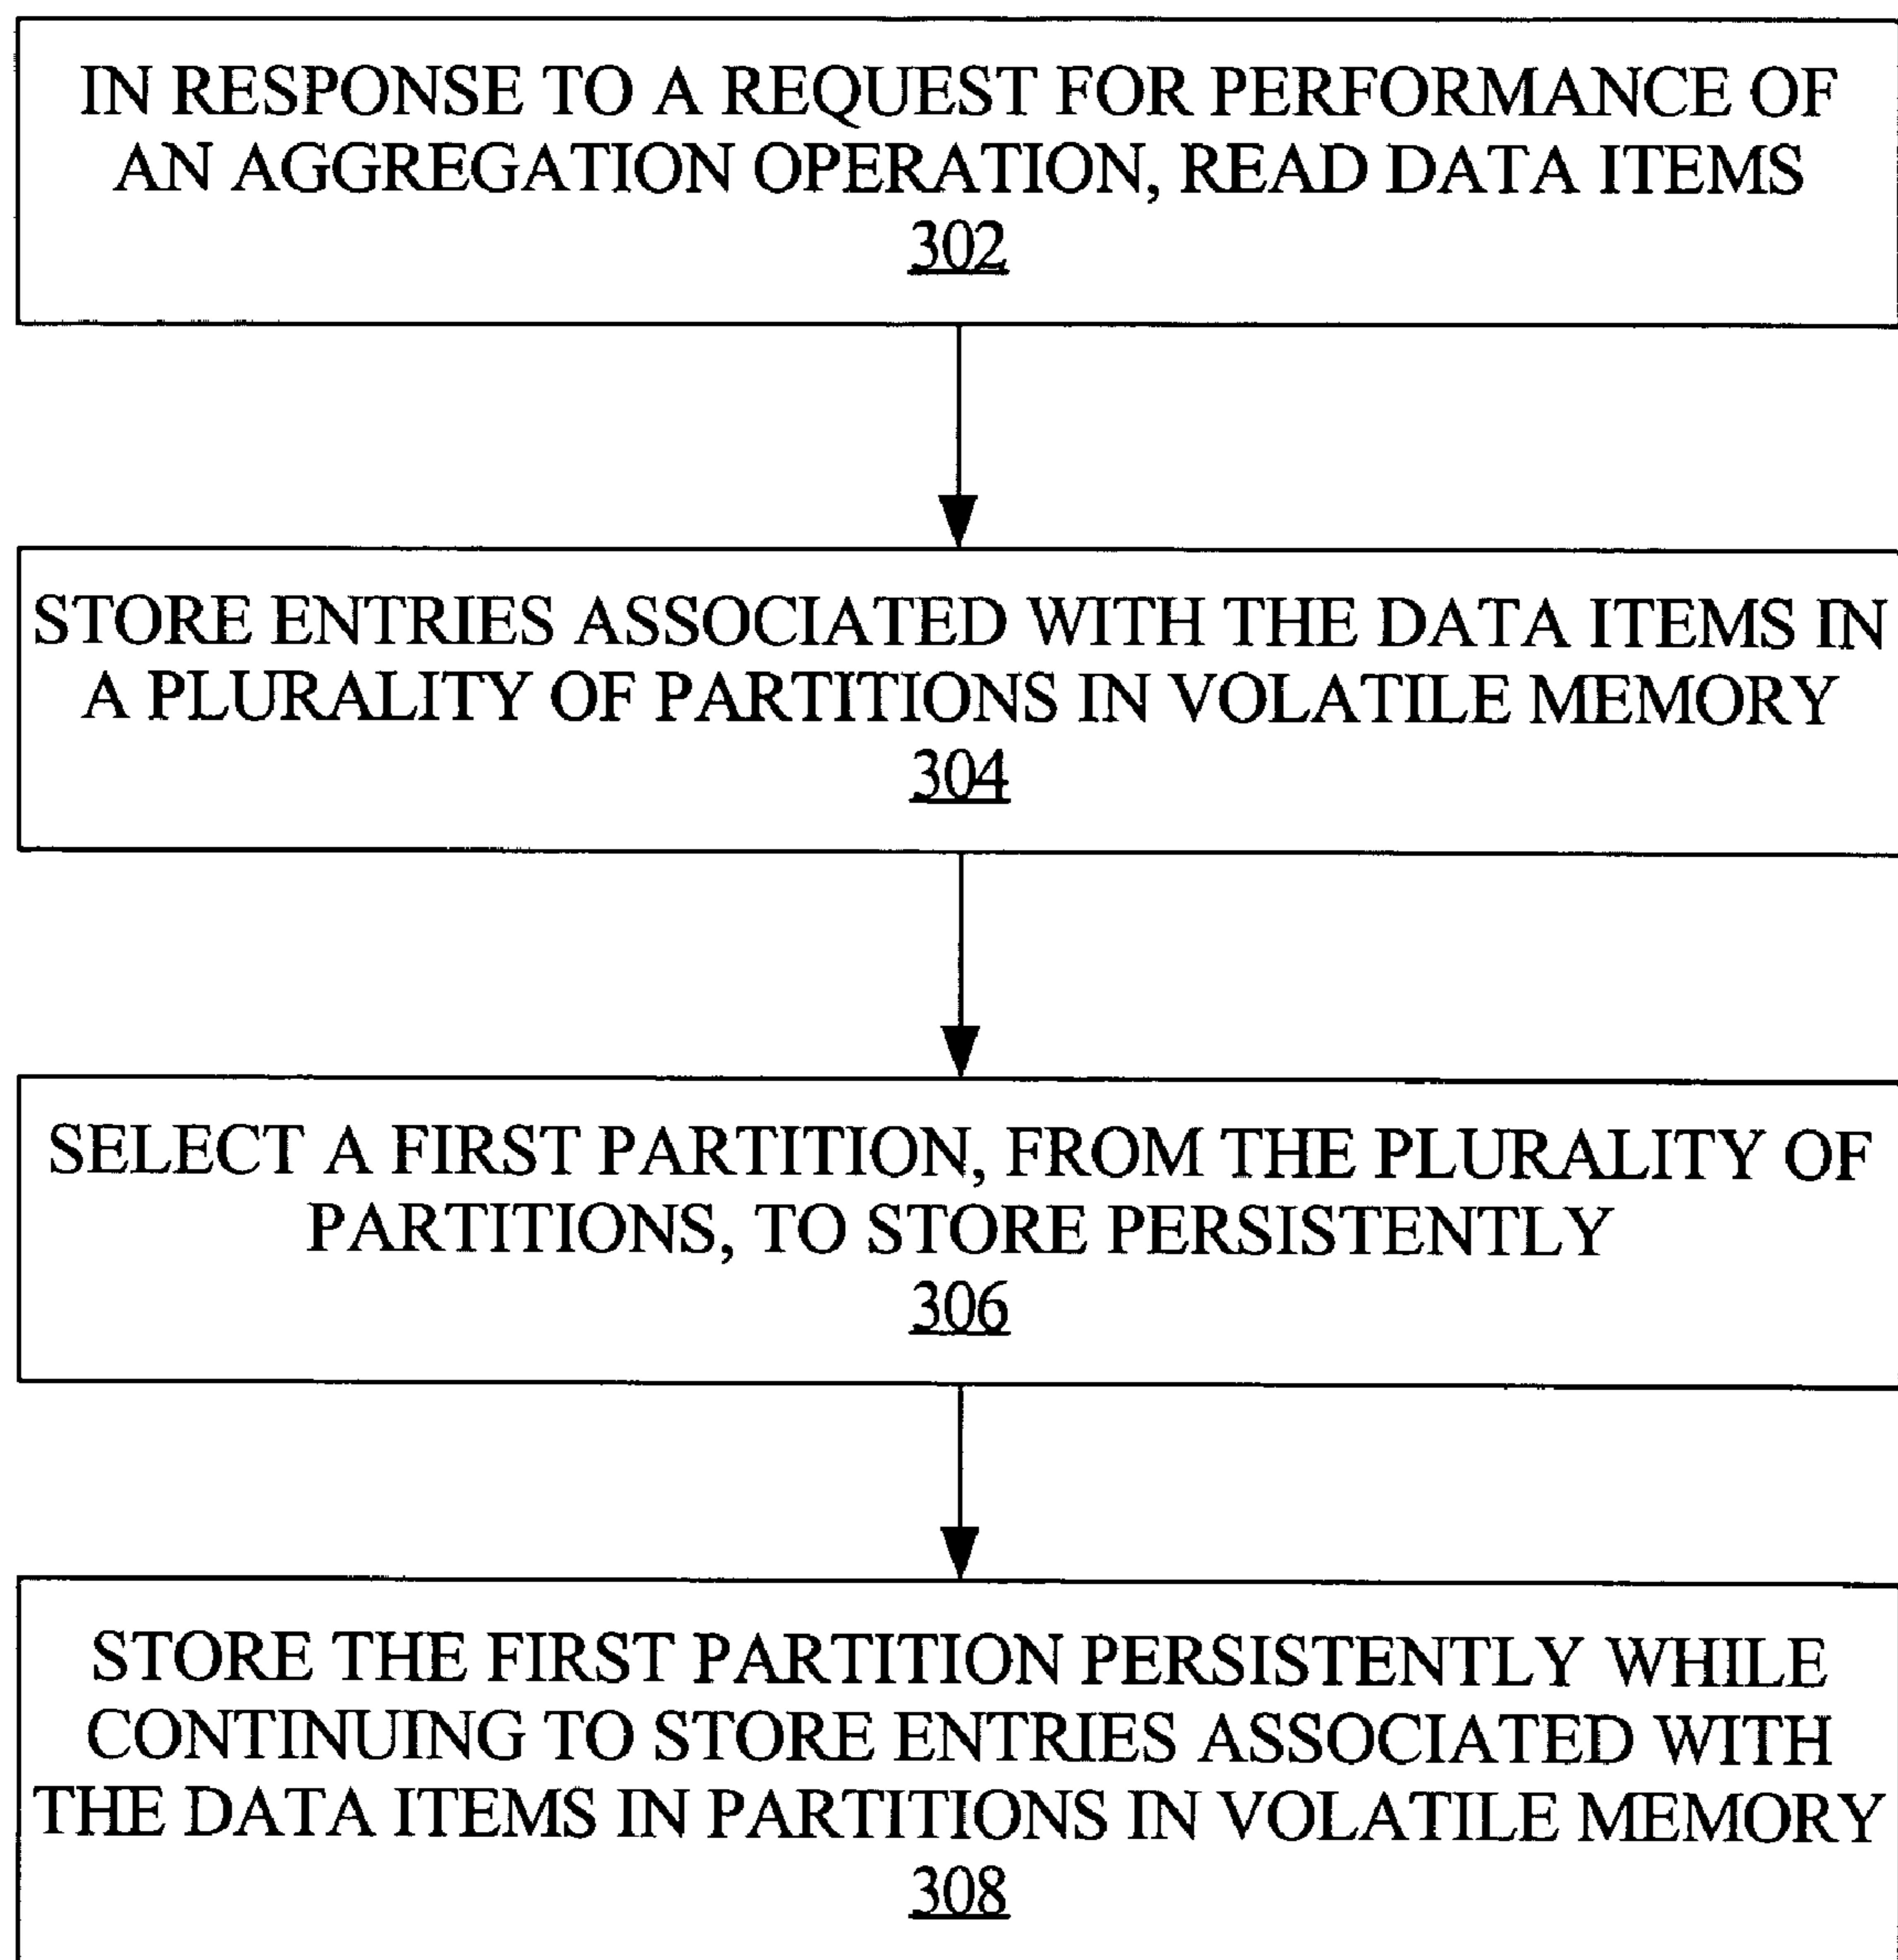 IN RESPONSE TO A REQUEST FOR PERFORMANCE OF
AN AGGREGATION OPERATION, READ DATA ITEMS
302
STORE ENTRIES ASSOCIATED WITH THE DATA ITEMS IN
A PLURALITY OF PARTITIONS IN VOLATILE MEMORY
304
SELECT A FIRST PARTITION, FROM THE PLURALITY OF
PARTITIONS, TO STORE PERSISTENTLY
306
STORE THE FIRST PARTITION PERSISTENTLY WHILE
CONTINUING TO STORE ENTRIES ASSOCIATED WITH
THE DATA ITEMS IN PARTITIONS IN VOLATILE MEMORY
308